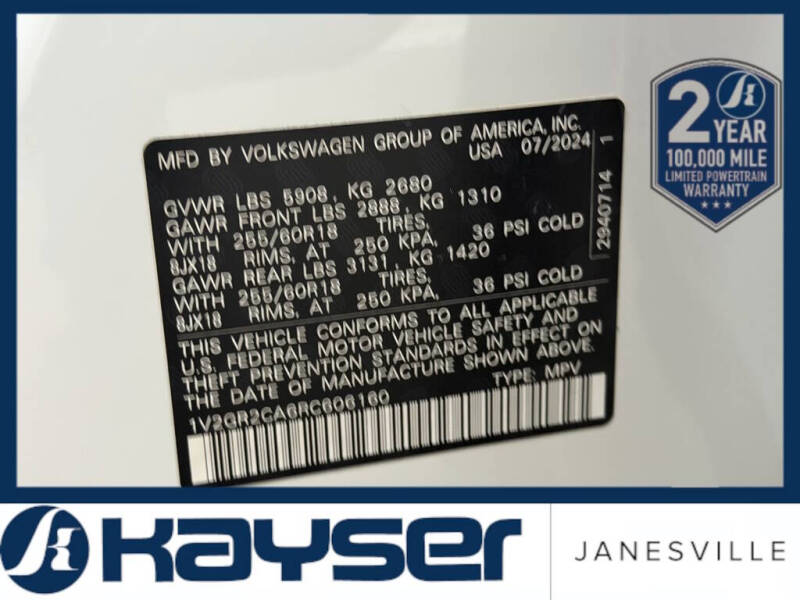 MFD BY VOLKSWAGEN GROUP OF AMERICA, INC.
USA 07/2024
GVWR LBS 5908, KG 2680
GAWR FRONT LBS 2888, KG 1310
WITH 255/60R18 TIRES,
8JX18 RIMS, AT 250 KPA, 36 PSI COLD
GAWR REAR LBS 3131, KG 1420
WITH 255/60R18 TIRES,
8JX18 RIMS, AT 250 KPA, 36 PSI COLD
THIS VEHICLE CONFORMS TO ALL APPLICABLE
U.S. FEDERAL MOTOR VEHICLE SAFETY AND
THEFT PREVENTION STANDARDS IN EFFECT ON
THE DATE OF MANUFACTURE SHOWN ABOVE.
1V2GR2CA6RC606160 TYPE: MPV
2940714 1
2 YEAR
100,000 MILE
LIMITED POWERTRAIN
WARRANTY
KAYSER
JANESVILLE